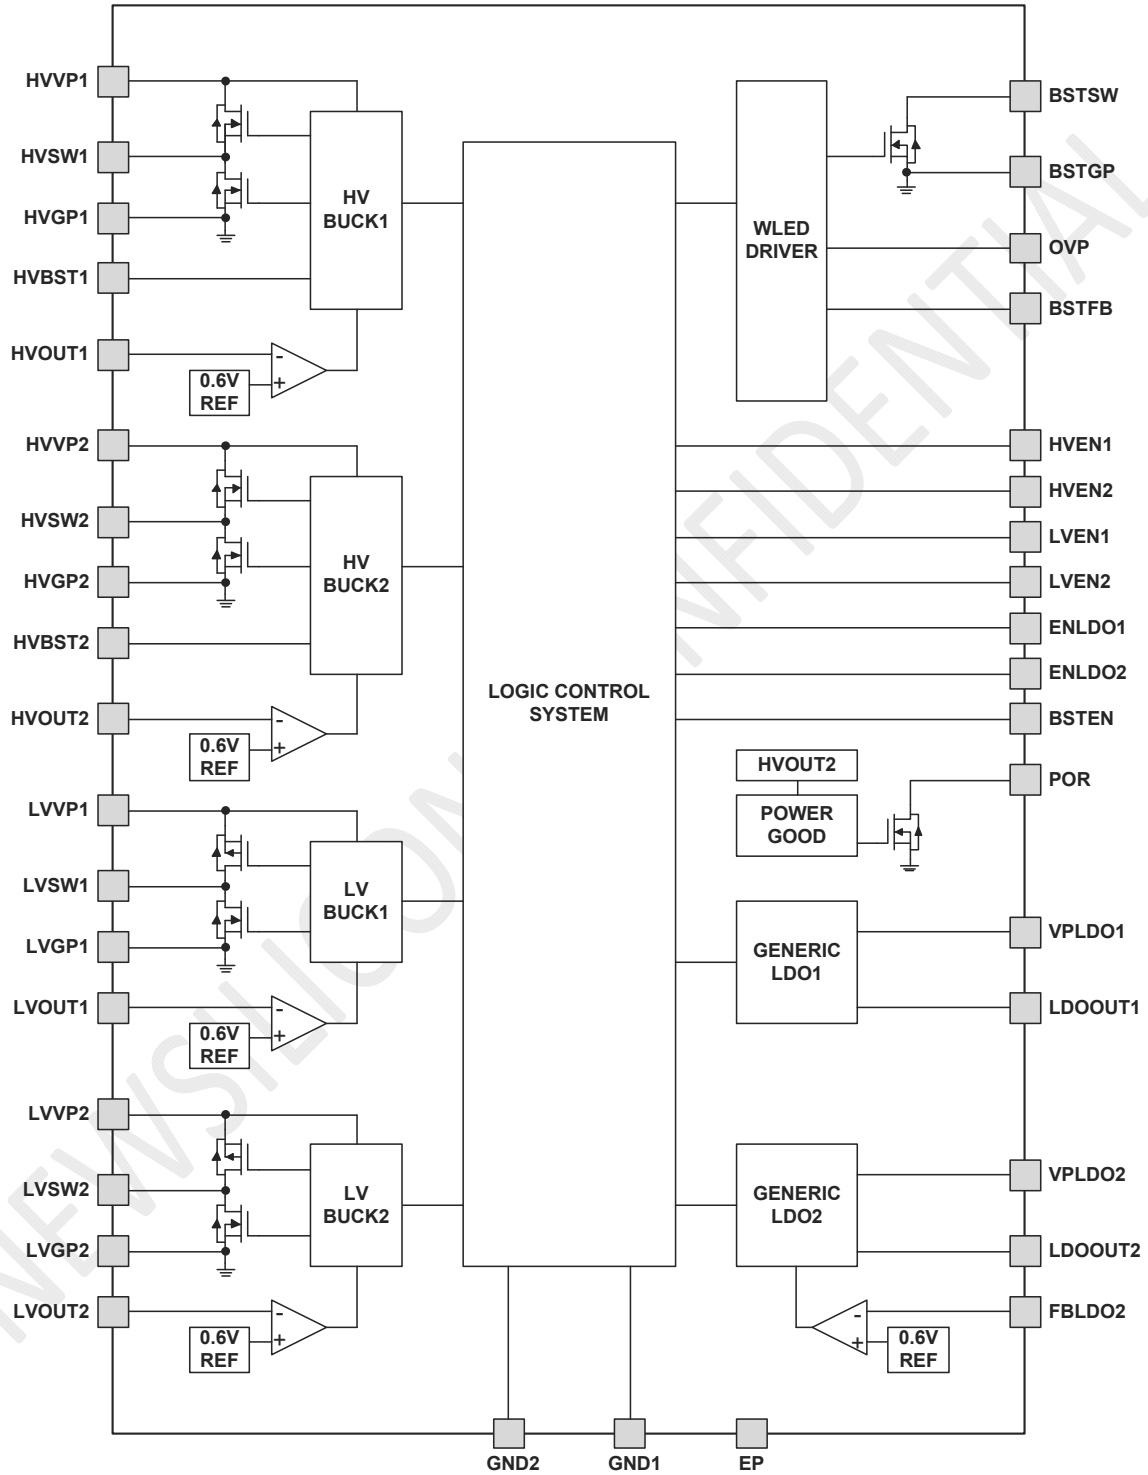 HVVP1
HVSW1
HVGP1
HVBST1
HVOUT1
HV
BUCK1
-
+
0.6V
REF
HVVP2
HVSW2
HVGP2
HVBST2
HVOUT2
HV
BUCK2
-
+
0.6V
REF
LVVP1
LVSW1
LVGP1
LVOUT1
LV
BUCK1
-
+
0.6V
REF
LVVP2
LVSW2
LVGP2
LVOUT2
LV
BUCK2
-
+
0.6V
REF
LOGIC CONTROL
SYSTEM
WLED
DRIVER
BSTSW
BSTGP
OVP
BSTFB
HVEN1
HVEN2
LVEN1
LVEN2
ENLDO1
ENLDO2
BSTEN
HVOUT2
POWER
GOOD
POR
GENERIC
LDO1
VPLDO1
LDOOUT1
GENERIC
LDO2
VPLDO2
LDOOUT2
FBLDO2
-
+
0.6V
REF
GND2
GND1
EP